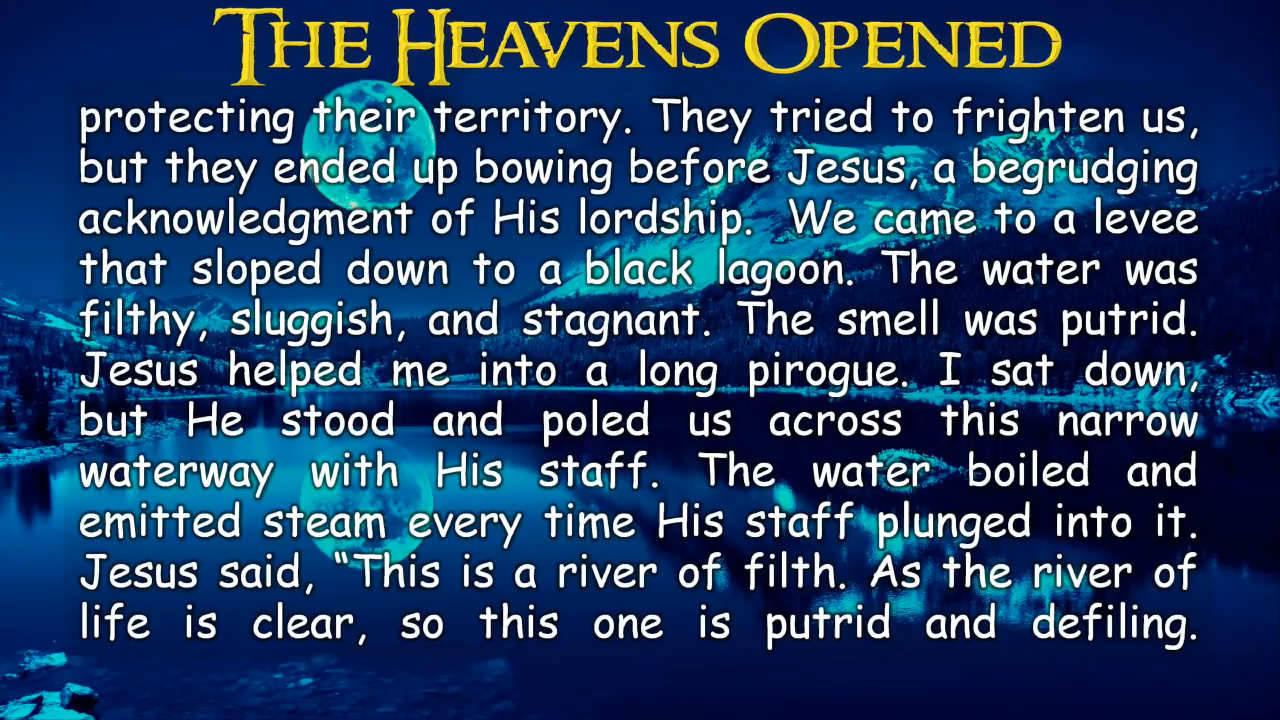 THE HEAVENS OPENED
protecting their territory. They tried to frighten us,
but they ended up bowing before Jesus, a begrudging
acknowledgment of His lordship. We came to a levee
that sloped down to a black lagoon. The water was
filthy, sluggish, and stagnant. The smell was putrid.
Jesus helped me into a long pirogue. I sat down,
but He stood and poled us across this narrow
waterway with His staff. The water boiled and
emitted steam every time His staff plunged into it.
Jesus said, “This is a river of filth. As the river of
life is clear, so this one is putrid and defiling.